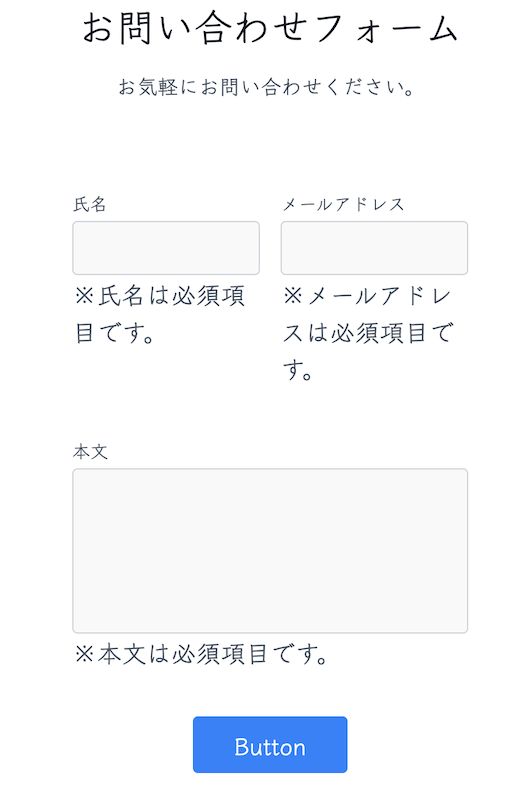 お問い合わせフォーム
お気軽にお問い合わせください。
氏名
※氏名は必須項
目です。
メールアドレス
※メールアドレ
スは必須項目で
す。
本文
※本文は必須項目です。
Button